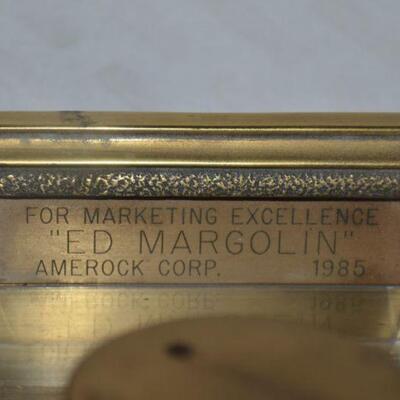 FOR MARKETING EXCELLENCE
"ED MARGOLIN"
AMEROCK CORP. 1985